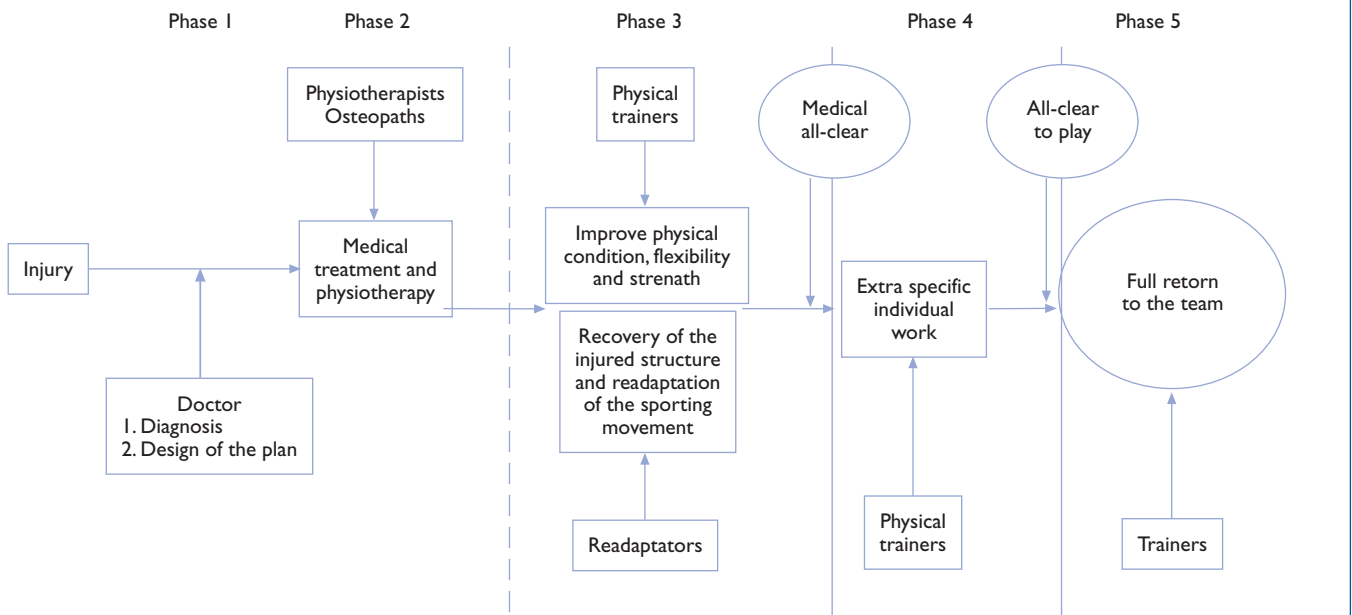 Phase 1
Phase 2
Phase 3
Phase 4
Phase 5
Physiotherapists
Osteopaths
Physical
trainers
Medical
all-clear
All-clear
to play
Injury
Medical
treatment and
physiotherapy
Improve physical
condition, flexibility
and strenath
Extra specific
individual
work
Full retorn
to the team
Recovery of the
injured structure
and readaptation
of the sporting
movement
Doctor
1. Diagnosis
2. Design of the plan
Readaptators
Physical
trainers
Trainers